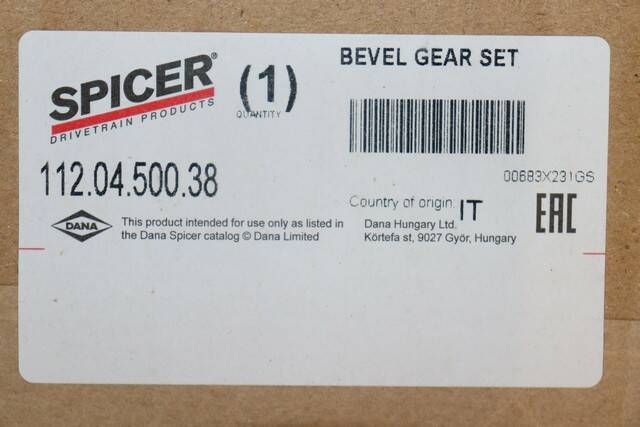 SPICER®
DRIVETRAIN PRODUCTS
(1)
QUANTITY
BEVEL GEAR SET
112.04.500.38
00683X231GS
Country of origin: IT
EAC
DANA
This product intended for use only as listed in
the Dana Spicer catalog © Dana Limited
Dana Hungary Ltd.
Körtefa st, 9027 Győr, Hungary